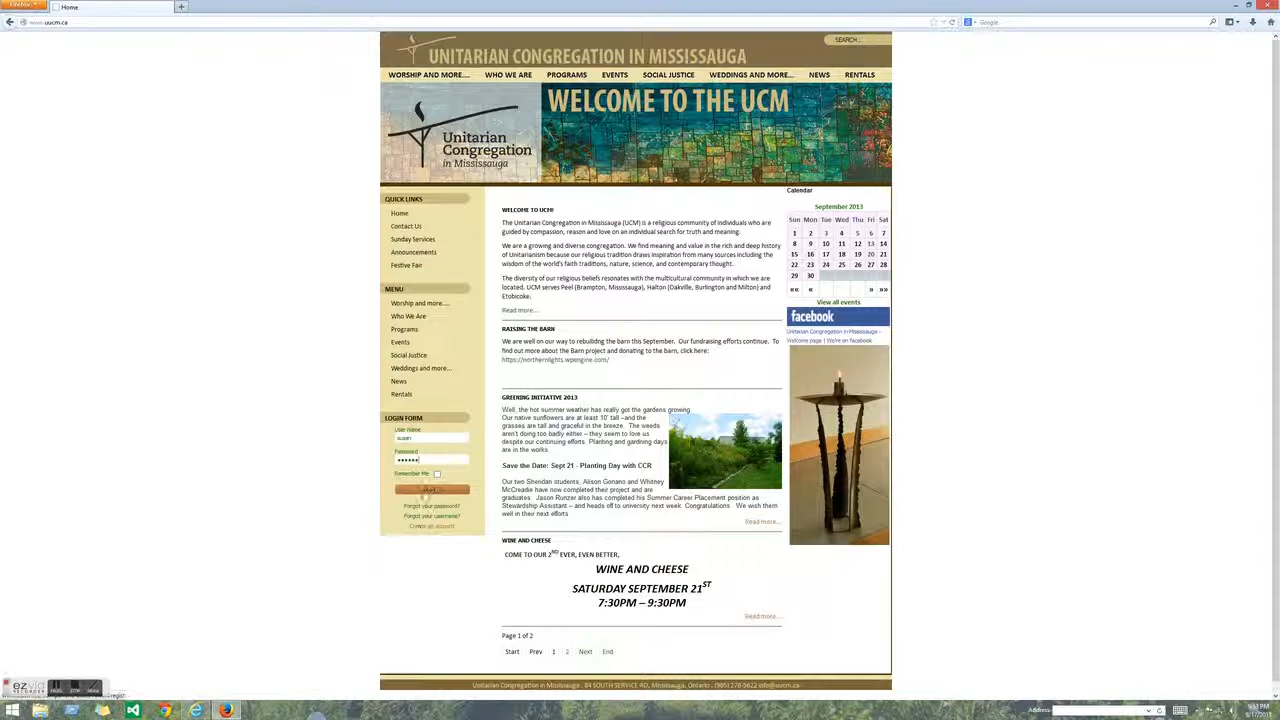 Firefox
Home
www.uucm.ca
Google
UNITARIAN CONGREGATION IN MISSISSAUGA
SEARCH...
WORSHIP AND MORE.... WHO WE ARE PROGRAMS EVENTS SOCIAL JUSTICE WEDDINGS AND MORE... NEWS RENTALS
WELCOME TO THE UCM
Unitarian
Congregation
in Mississauga
QUICK LINKS
Home
Contact Us
Sunday Services
Announcements
Festive Fair
MENU
Worship and more....
Who We Are
Programs
Events
Social Justice
Weddings and more...
News
Rentals
LOGIN FORM
User Name
susan
Password
••••••
Remember Me
Forgot your password?
Forgot your username?
Create an account
WELCOME TO UCM!
The Unitarian Congregation in Mississauga (UCM) is a religious community of individuals who are
guided by compassion, reason and love on an individual search for truth and meaning.
We are a growing and diverse congregation. We find meaning and value in the rich and deep history
of Unitarianism because our religious tradition draws inspiration from many sources including the
wisdom of the world's faith traditions, nature, science, and contemporary thought.
The diversity of our religious beliefs resonates with the multicultural community in which we are
located. UCM serves Peel (Brampton, Mississauga), Halton (Oakville, Burlington and Milton) and
Etobicoke.
Read more...
RAISING THE BARN
We are well on our way to rebuilding the barn this September. Our fundraising efforts continue. To
find out more about the Barn project and donating to the barn, click here:
https://northernlights.wpengine.com/
GREENING INITIATIVE 2013
Well, the hot summer weather has really got the gardens growing.
Our native sunflowers are at least 10' tall –and the
grasses are tall and graceful in the breeze. The weeds
aren't doing too badly either – they seem to love us
despite our continuing efforts. Planting and gardning days
are in the works
Save the Date: Sept 21 - Planting Day with CCR
Our two Sheridan students, Alison Gonano and Whitney
McCreadie have now completed their project and are
graduates. Jason Runzer also has completed his Summer Career Placement position as
Stewardship Assistant – and heads off to university next week Congratulations. We wish them
well in their next efforts
Read more...
WINE AND CHEESE
COME TO OUR 2ND EVER, EVEN BETTER,
WINE AND CHEESE
SATURDAY SEPTEMBER 21ST
7:30PM – 9:30PM
Read more...
Page 1 of 2
Start Prev 1 2 Next End
Calendar
September 2013
Sun Mon Tue Wed Thu Fri Sat
1 2 3 4 5 6 7
8 9 10 11 12 13 14
15 16 17 18 19 20 21
22 23 24 25 26 27 28
29 30
«« « » »»
View all events
facebook
Unitarian Congregation in Mississauga -
Welcome page | We're on facebook
Unitarian Congregation in Mississauga . 84 SOUTH SERVICE RD, Mississauga, Ontario . (905) 278-5622 info@uucm.ca
ezvid
RECORDER
PAUSE STOP DRAW
Address
9:53 PM
9/17/2013